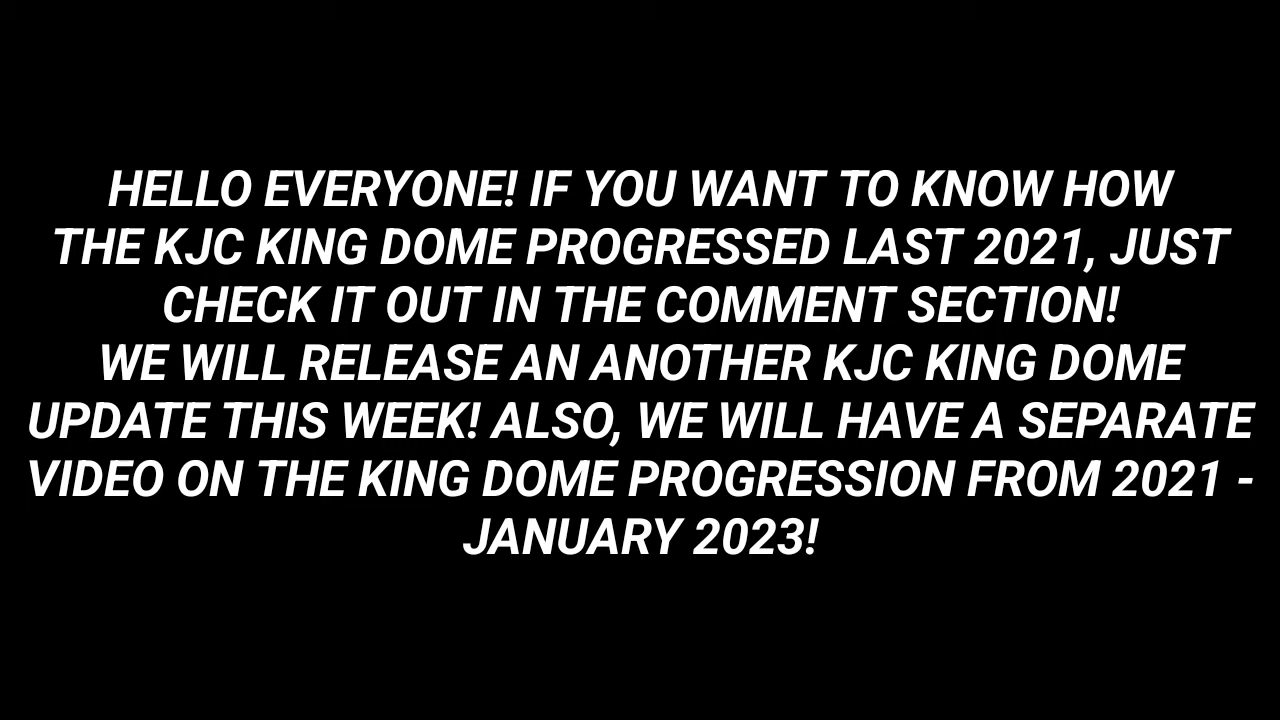 HELLO EVERYONE! IF YOU WANT TO KNOW HOW
THE KJC KING DOME PROGRESSED LAST 2021, JUST
CHECK IT OUT IN THE COMMENT SECTION!
WE WILL RELEASE AN ANOTHER KJC KING DOME
UPDATE THIS WEEK! ALSO, WE WILL HAVE A SEPARATE
VIDEO ON THE KING DOME PROGRESSION FROM 2021 -
JANUARY 2023!